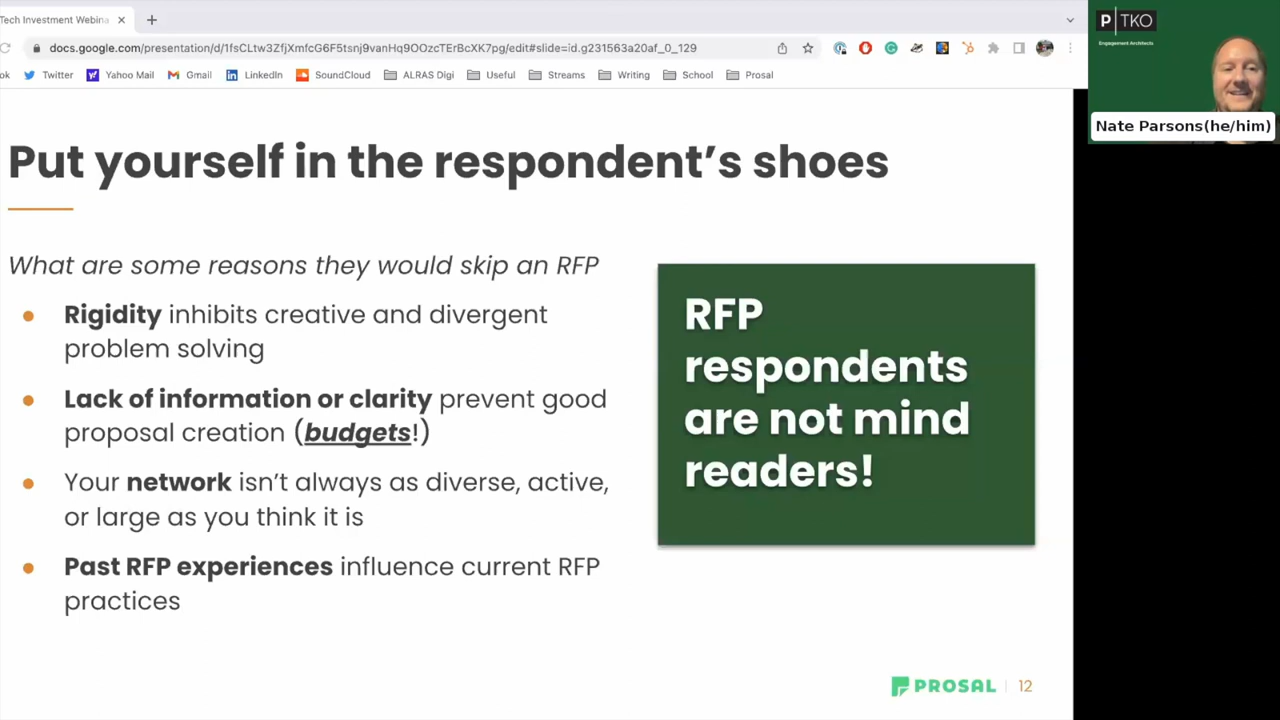 Tech Investment Webina
docs.google.com/presentation/d/1fsCLtw3ZfjXmfcG6F5tsnj9vanHq9OOzcTErBcXK7pg/edit#slide=id.g231563a20af_0_129
ok Twitter Yahoo Mail Gmail LinkedIn SoundCloud ALRAS Digi Useful Streams Writing School Prosal
P TKO
Engagement Architects
Nate Parsons(he/him)
Put yourself in the respondent’s shoes
What are some reasons they would skip an RFP
● Rigidity inhibits creative and divergent
problem solving
● Lack of information or clarity prevent good
proposal creation (budgets!)
● Your network isn’t always as diverse, active,
or large as you think it is
● Past RFP experiences influence current RFP
practices
RFP
respondents
are not mind
readers!
PROSAL 12